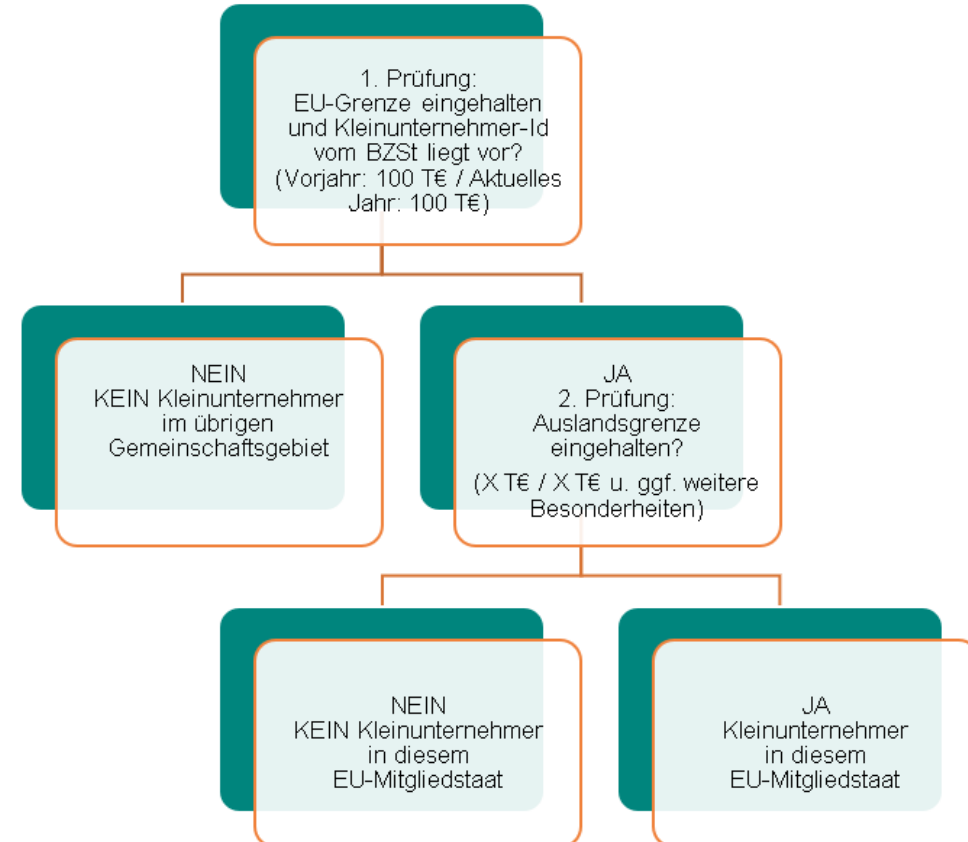 1. Prüfung:
EU-Grenze eingehalten
und Kleinunternehmer-Id
vom BZSt liegt vor?
(Vorjahr: 100 T€ / Aktuelles
Jahr: 100 T€)
NEIN
KEIN Kleinunternehmer
im übrigen
Gemeinschaftsgebiet
JA
2. Prüfung:
Auslandsgrenze
eingehalten?
(X T€ / X T€ u. ggf. weitere
Besonderheiten)
NEIN
KEIN Kleinunternehmer
in diesem
EU-Mitgliedstaat
JA
Kleinunternehmer
in diesem
EU-Mitgliedstaat